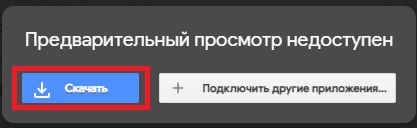 Предварительный просмотр недоступен
Скачать
Подключить другие приложения...